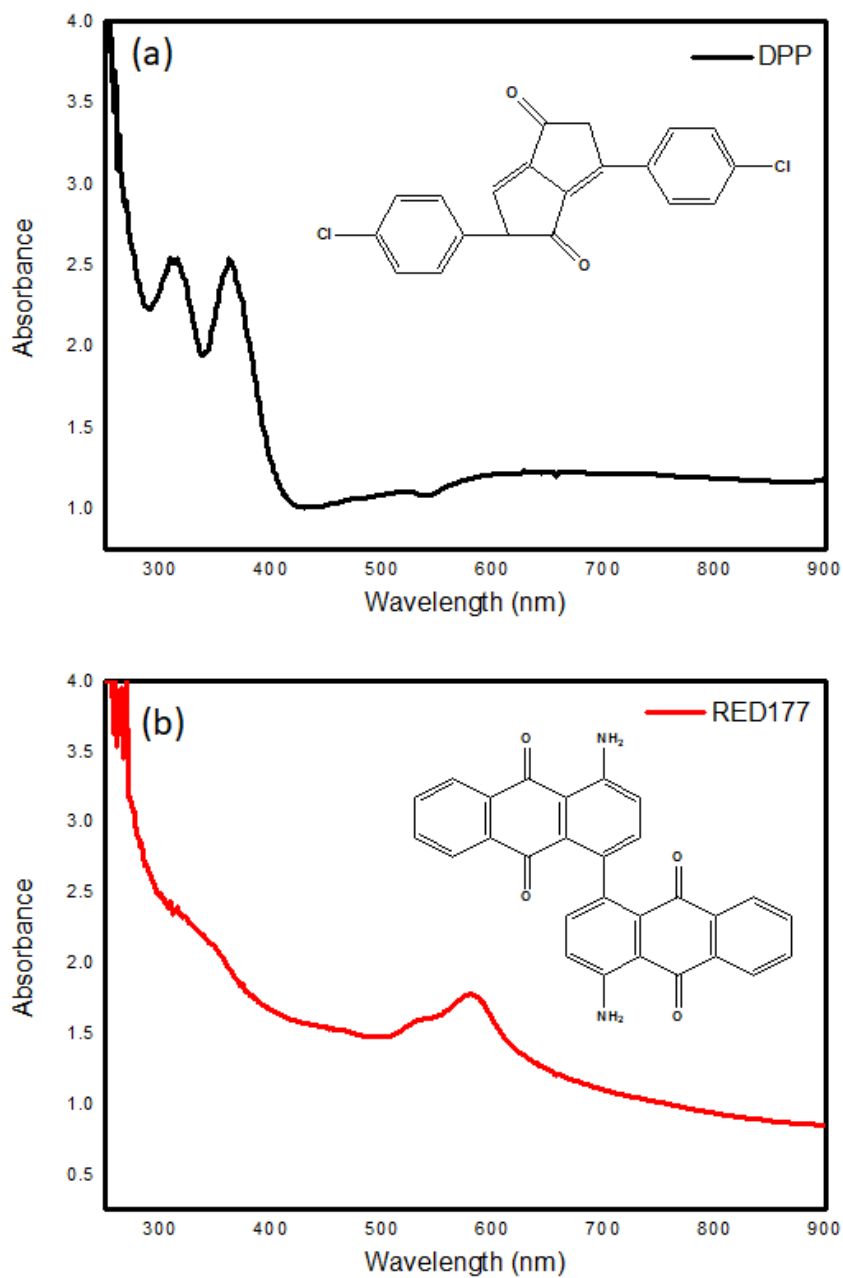 (a)
DPP
4.0
3.5
3.0
2.5
2.0
1.5
1.0
Absorbance
O
Cl
Cl
O
300 400 500 600 700 800 900
Wavelength (nm)
(b)
RED177
4.0
3.5
3.0
2.5
2.0
1.5
1.0
0.5
Absorbance
O
NH₂
O
O
NH₂
O
300 400 500 600 700 800 900
Wavelength (nm)